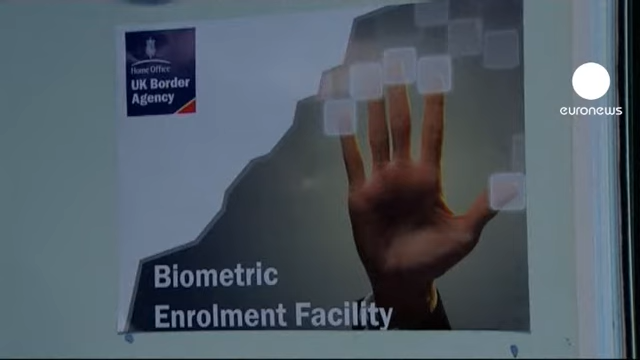 Home Office
UK Border
Agency
euronews
Biometric
Enrolment Facility